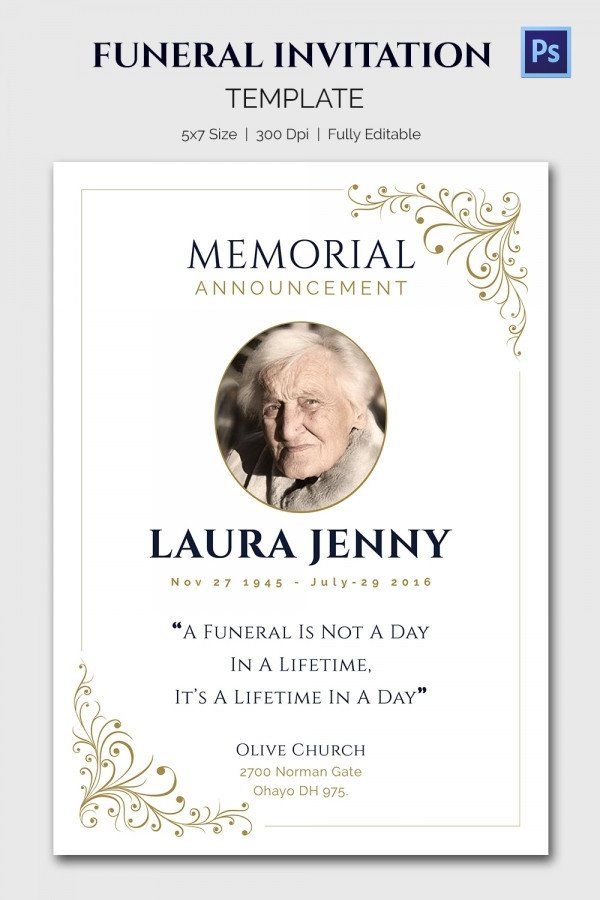 FUNERAL INVITATION
Ps
TEMPLATE
5x7 Size | 300 Dpi | Fully Editable
MEMORIAL
ANNOUNCEMENT
LAURA JENNY
Nov 27 1945 - July-29 2016
“A Funeral Is Not A Day
In A Lifetime,
It’s A Lifetime In A Day”
Olive Church
2700 Norman Gate
Ohayo DH 975.